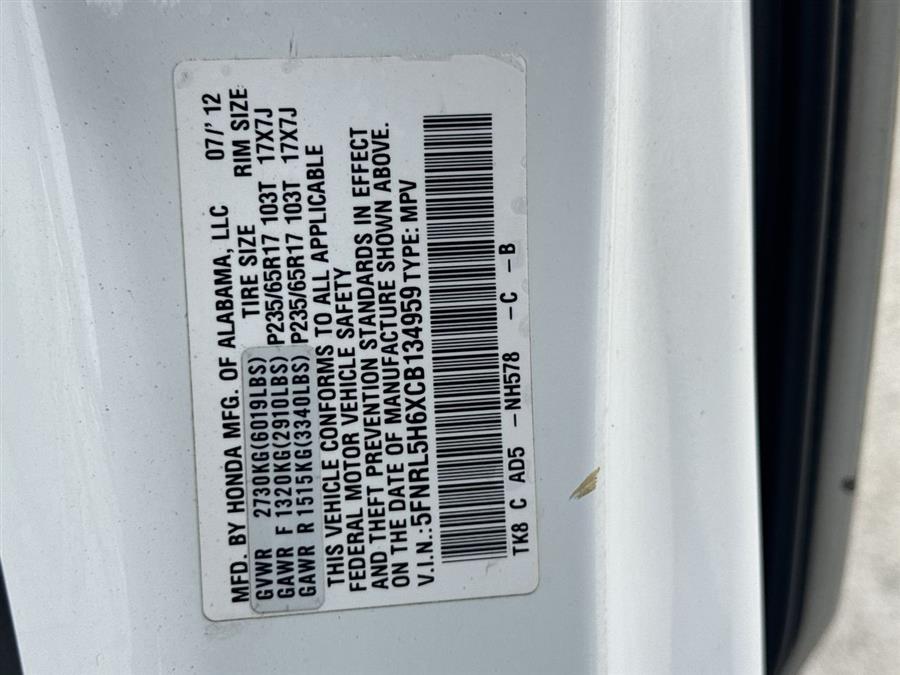 MFD. BY HONDA MFG. OF ALABAMA, LLC 07/'12
TIRE SIZE RIM SIZE
GVWR 2730KG(6019LBS)
GAWR F 1320KG(2910LBS) P235/65R17 103T 17X7J
GAWR R 1515KG(3340LBS) P235/65R17 103T 17X7J
THIS VEHICLE CONFORMS TO ALL APPLICABLE
FEDERAL MOTOR VEHICLE SAFETY
AND THEFT PREVENTION STANDARDS IN EFFECT
ON THE DATE OF MANUFACTURE SHOWN ABOVE.
V.I.N.:5FNRL5H6XCB134959 TYPE: MPV
TK8 C AD5 -NH578 -C -B